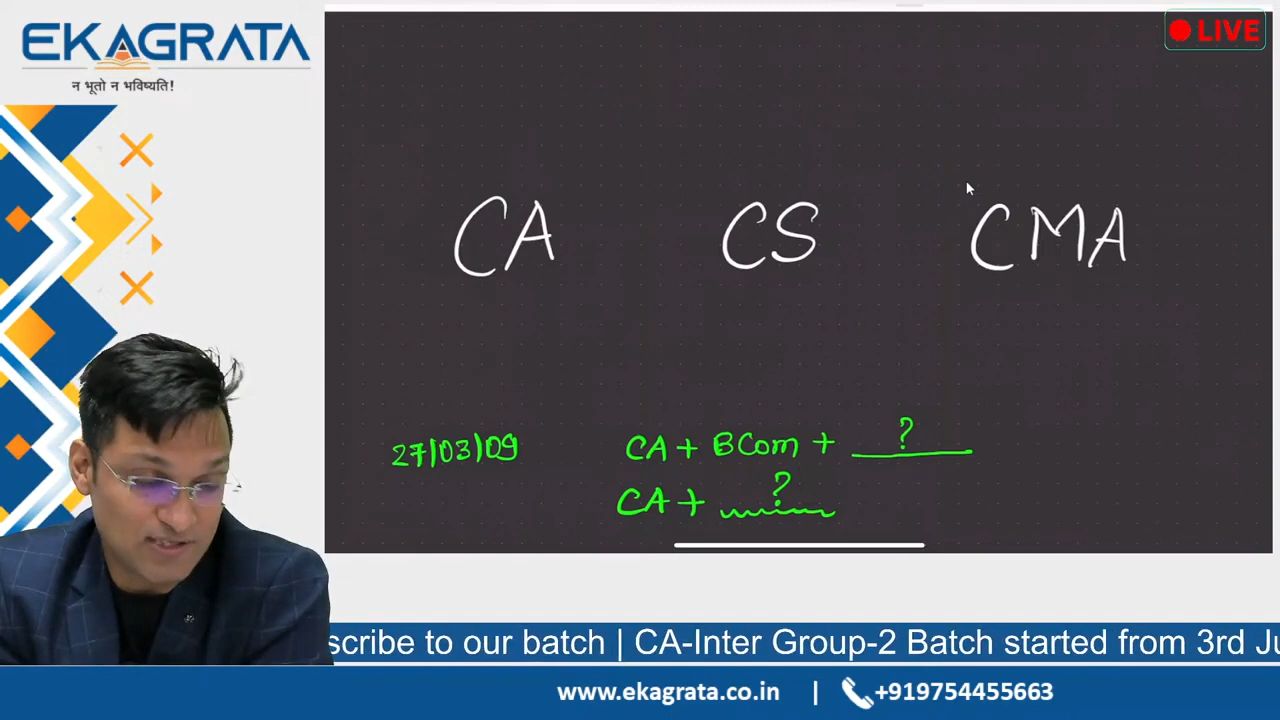 EKAGRATA
न भूतो न भविष्यति!
LIVE
CA CS CMA
27/03/09 CA + BCom + ?
CA + ?
scribe to our batch | CA-Inter Group-2 Batch started from 3rd Ju
www.ekagrata.co.in | +919754455663